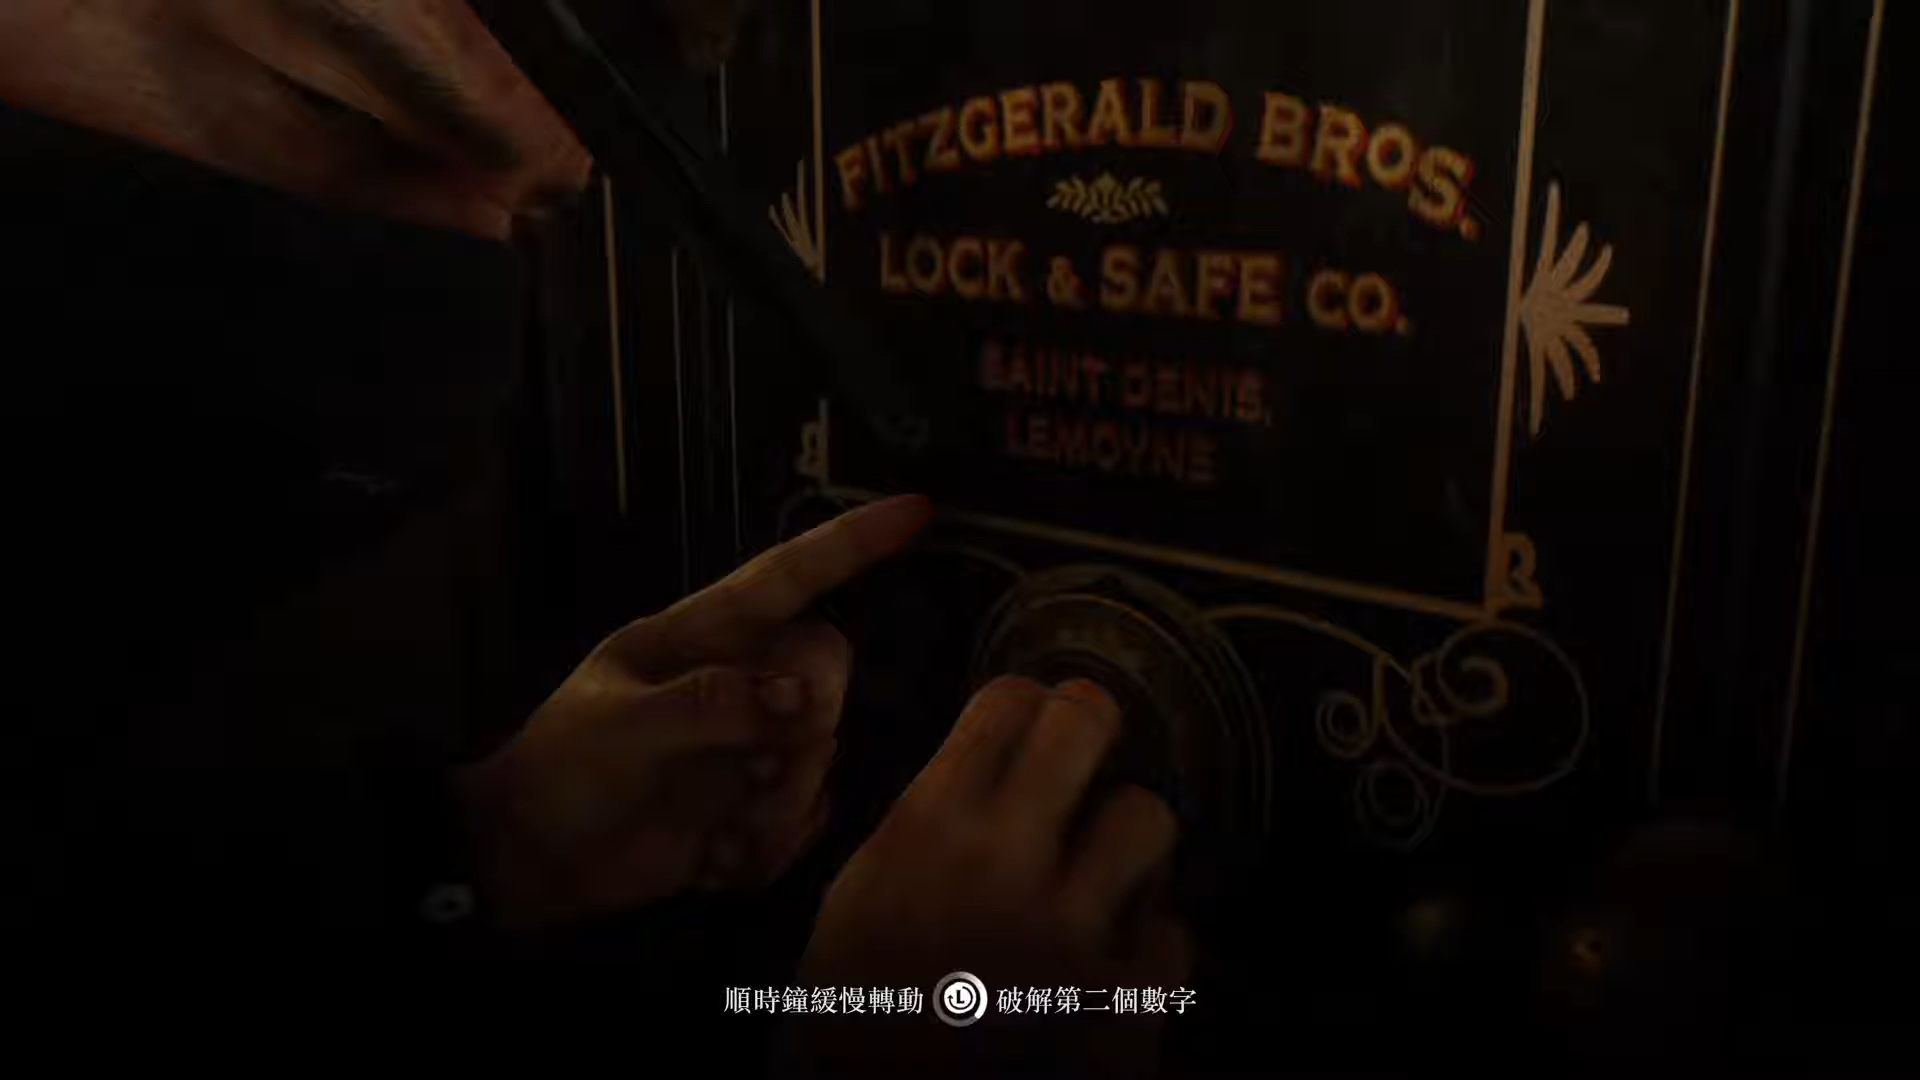 FITZGERALD BROS.
LOCK & SAFE CO.
SAINT DENIS,
LEMOYNE
順時鐘緩慢轉動 L 破解第二個數字